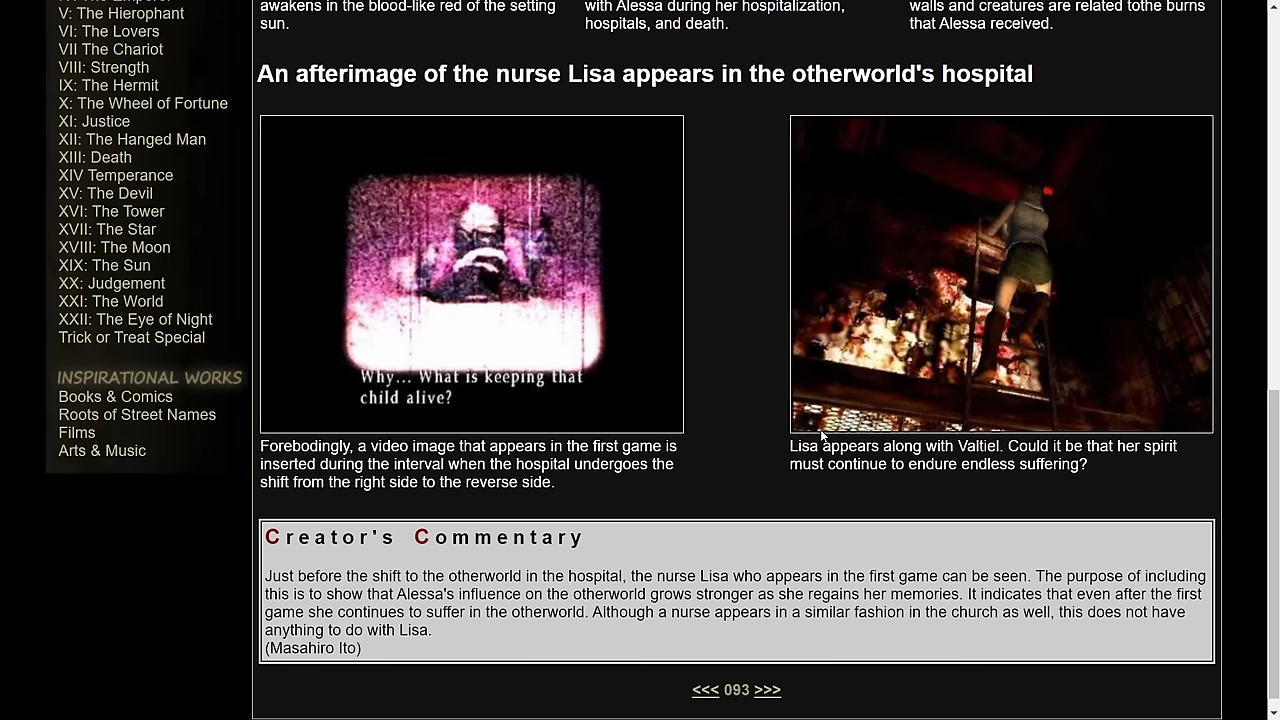 V: The Hierophant
VI: The Lovers
VII The Chariot
VIII: Strength
IX: The Hermit
X: The Wheel of Fortune
XI: Justice
XII: The Hanged Man
XIII: Death
XIV Temperance
XV: The Devil
XVI: The Tower
XVII: The Star
XVIII: The Moon
XIX: The Sun
XX: Judgement
XXI: The World
XXII: The Eye of Night
Trick or Treat Special
INSPIRATIONAL WORKS
Books & Comics
Roots of Street Names
Films
Arts & Music
awakens in the blood-like red of the setting
sun.
with Alessa during her hospitalization,
hospitals, and death.
walls and creatures are related tothe burns
that Alessa received.
An afterimage of the nurse Lisa appears in the otherworld's hospital
Why... What is keeping that
child alive?
Forebodingly, a video image that appears in the first game is
inserted during the interval when the hospital undergoes the
shift from the right side to the reverse side.
Lisa appears along with Valtiel. Could it be that her spirit
must continue to endure endless suffering?
Creator's Commentary
Just before the shift to the otherworld in the hospital, the nurse Lisa who appears in the first game can be seen. The purpose of including
this is to show that Alessa's influence on the otherworld grows stronger as she regains her memories. It indicates that even after the first
game she continues to suffer in the otherworld. Although a nurse appears in a similar fashion in the church as well, this does not have
anything to do with Lisa.
(Masahiro Ito)
<<< 093 >>>